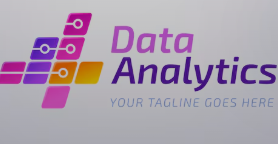 Data
Analytics
YOUR TAGLINE GOES HERE